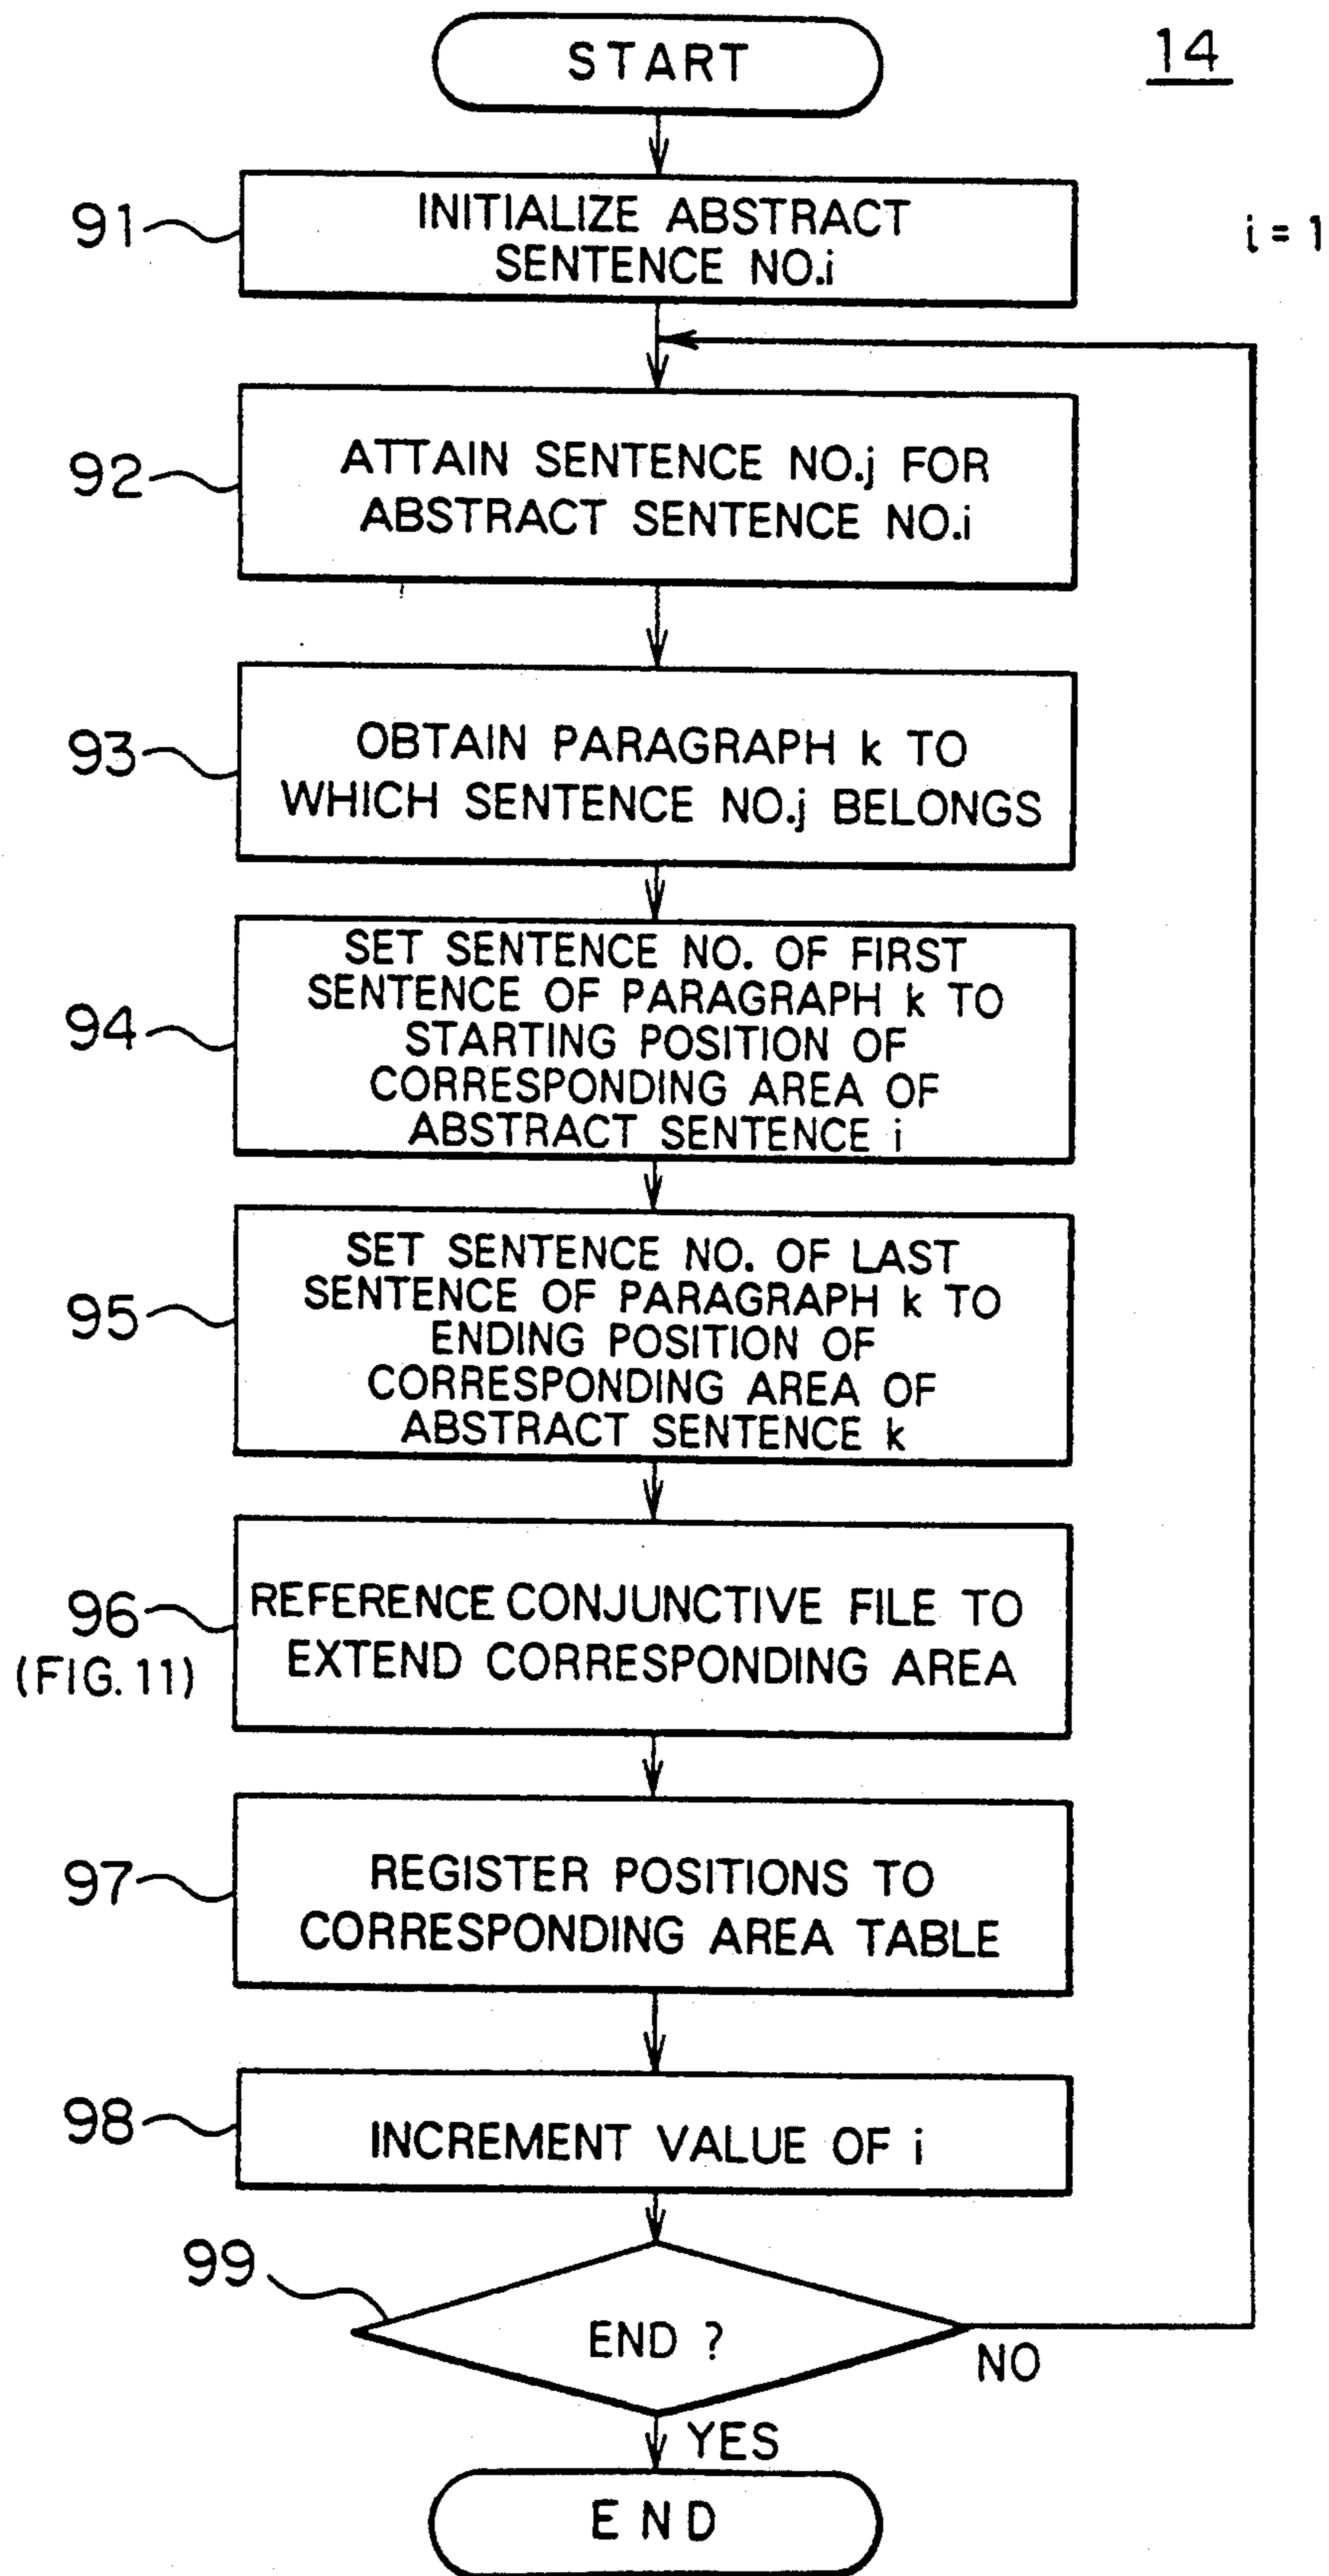 START
14
91
INITIALIZE ABSTRACT
SENTENCE NO.i
i = 1
92
ATTAIN SENTENCE NO.j FOR
ABSTRACT SENTENCE NO.i
93
OBTAIN PARAGRAPH k TO
WHICH SENTENCE NO.j BELONGS
94
SET SENTENCE NO. OF FIRST
SENTENCE OF PARAGRAPH k TO
STARTING POSITION OF
CORRESPONDING AREA OF
ABSTRACT SENTENCE i
95
SET SENTENCE NO. OF LAST
SENTENCE OF PARAGRAPH k TO
ENDING POSITION OF
CORRESPONDING AREA OF
ABSTRACT SENTENCE k
96
(FIG. 11)
REFERENCE CONJUNCTIVE FILE TO
EXTEND CORRESPONDING AREA
97
REGISTER POSITIONS TO
CORRESPONDING AREA TABLE
98
INCREMENT VALUE OF i
99
END ?
NO
YES
END